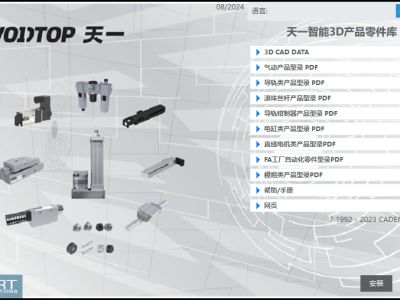 08/2024
语言:
VODTOP 天一
天一智能3D产品零件库
3D CAD DATA
气动产品型录 PDF
导轨类产品型录 PDF
滚珠丝杆产品型录 PDF
导轨钳制器产品型录 PDF
电缸类产品型录 PDF
直线电机类产品型录PDF
FA工厂自动化零件型录PDF
模组类产品型录PDF
帮助/手册
网页
? 1992 - 2023 CADEN
安装